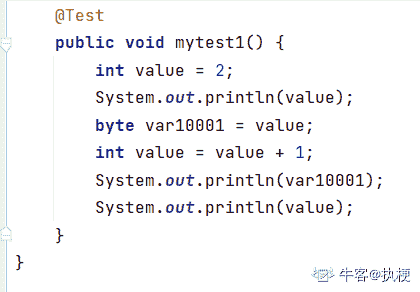 @Test
public void mytest1() {
int value = 2;
System.out.println(value);
byte var10001 = value;
int value = value + 1;
System.out.println(var10001);
System.out.println(value);
}
}
牛客@执梗